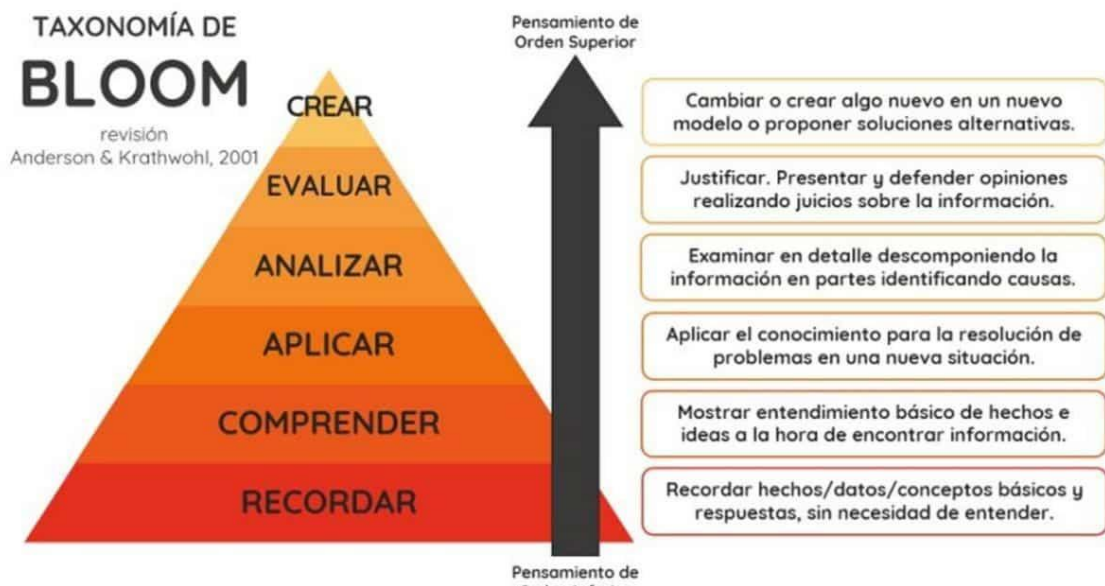 TAXONOMÍA DE
BLOOM
revisión
Anderson & Krathwohl, 2001
CREAR
EVALUAR
ANALIZAR
APLICAR
COMPRENDER
RECORDAR
Pensamiento de
Orden Superior
Cambiar o crear algo nuevo en un nuevo
modelo o proponer soluciones alternativas.
Justificar. Presentar y defender opiniones
realizando juicios sobre la información.
Examinar en detalle descomponiendo la
información en partes identificando causas.
Aplicar el conocimiento para la resolución de
problemas en una nueva situación.
Mostrar entendimiento básico de hechos e
ideas a la hora de encontrar información.
Recordar hechos/datos/conceptos básicos y
respuestas, sin necesidad de entender.
Pensamiento de